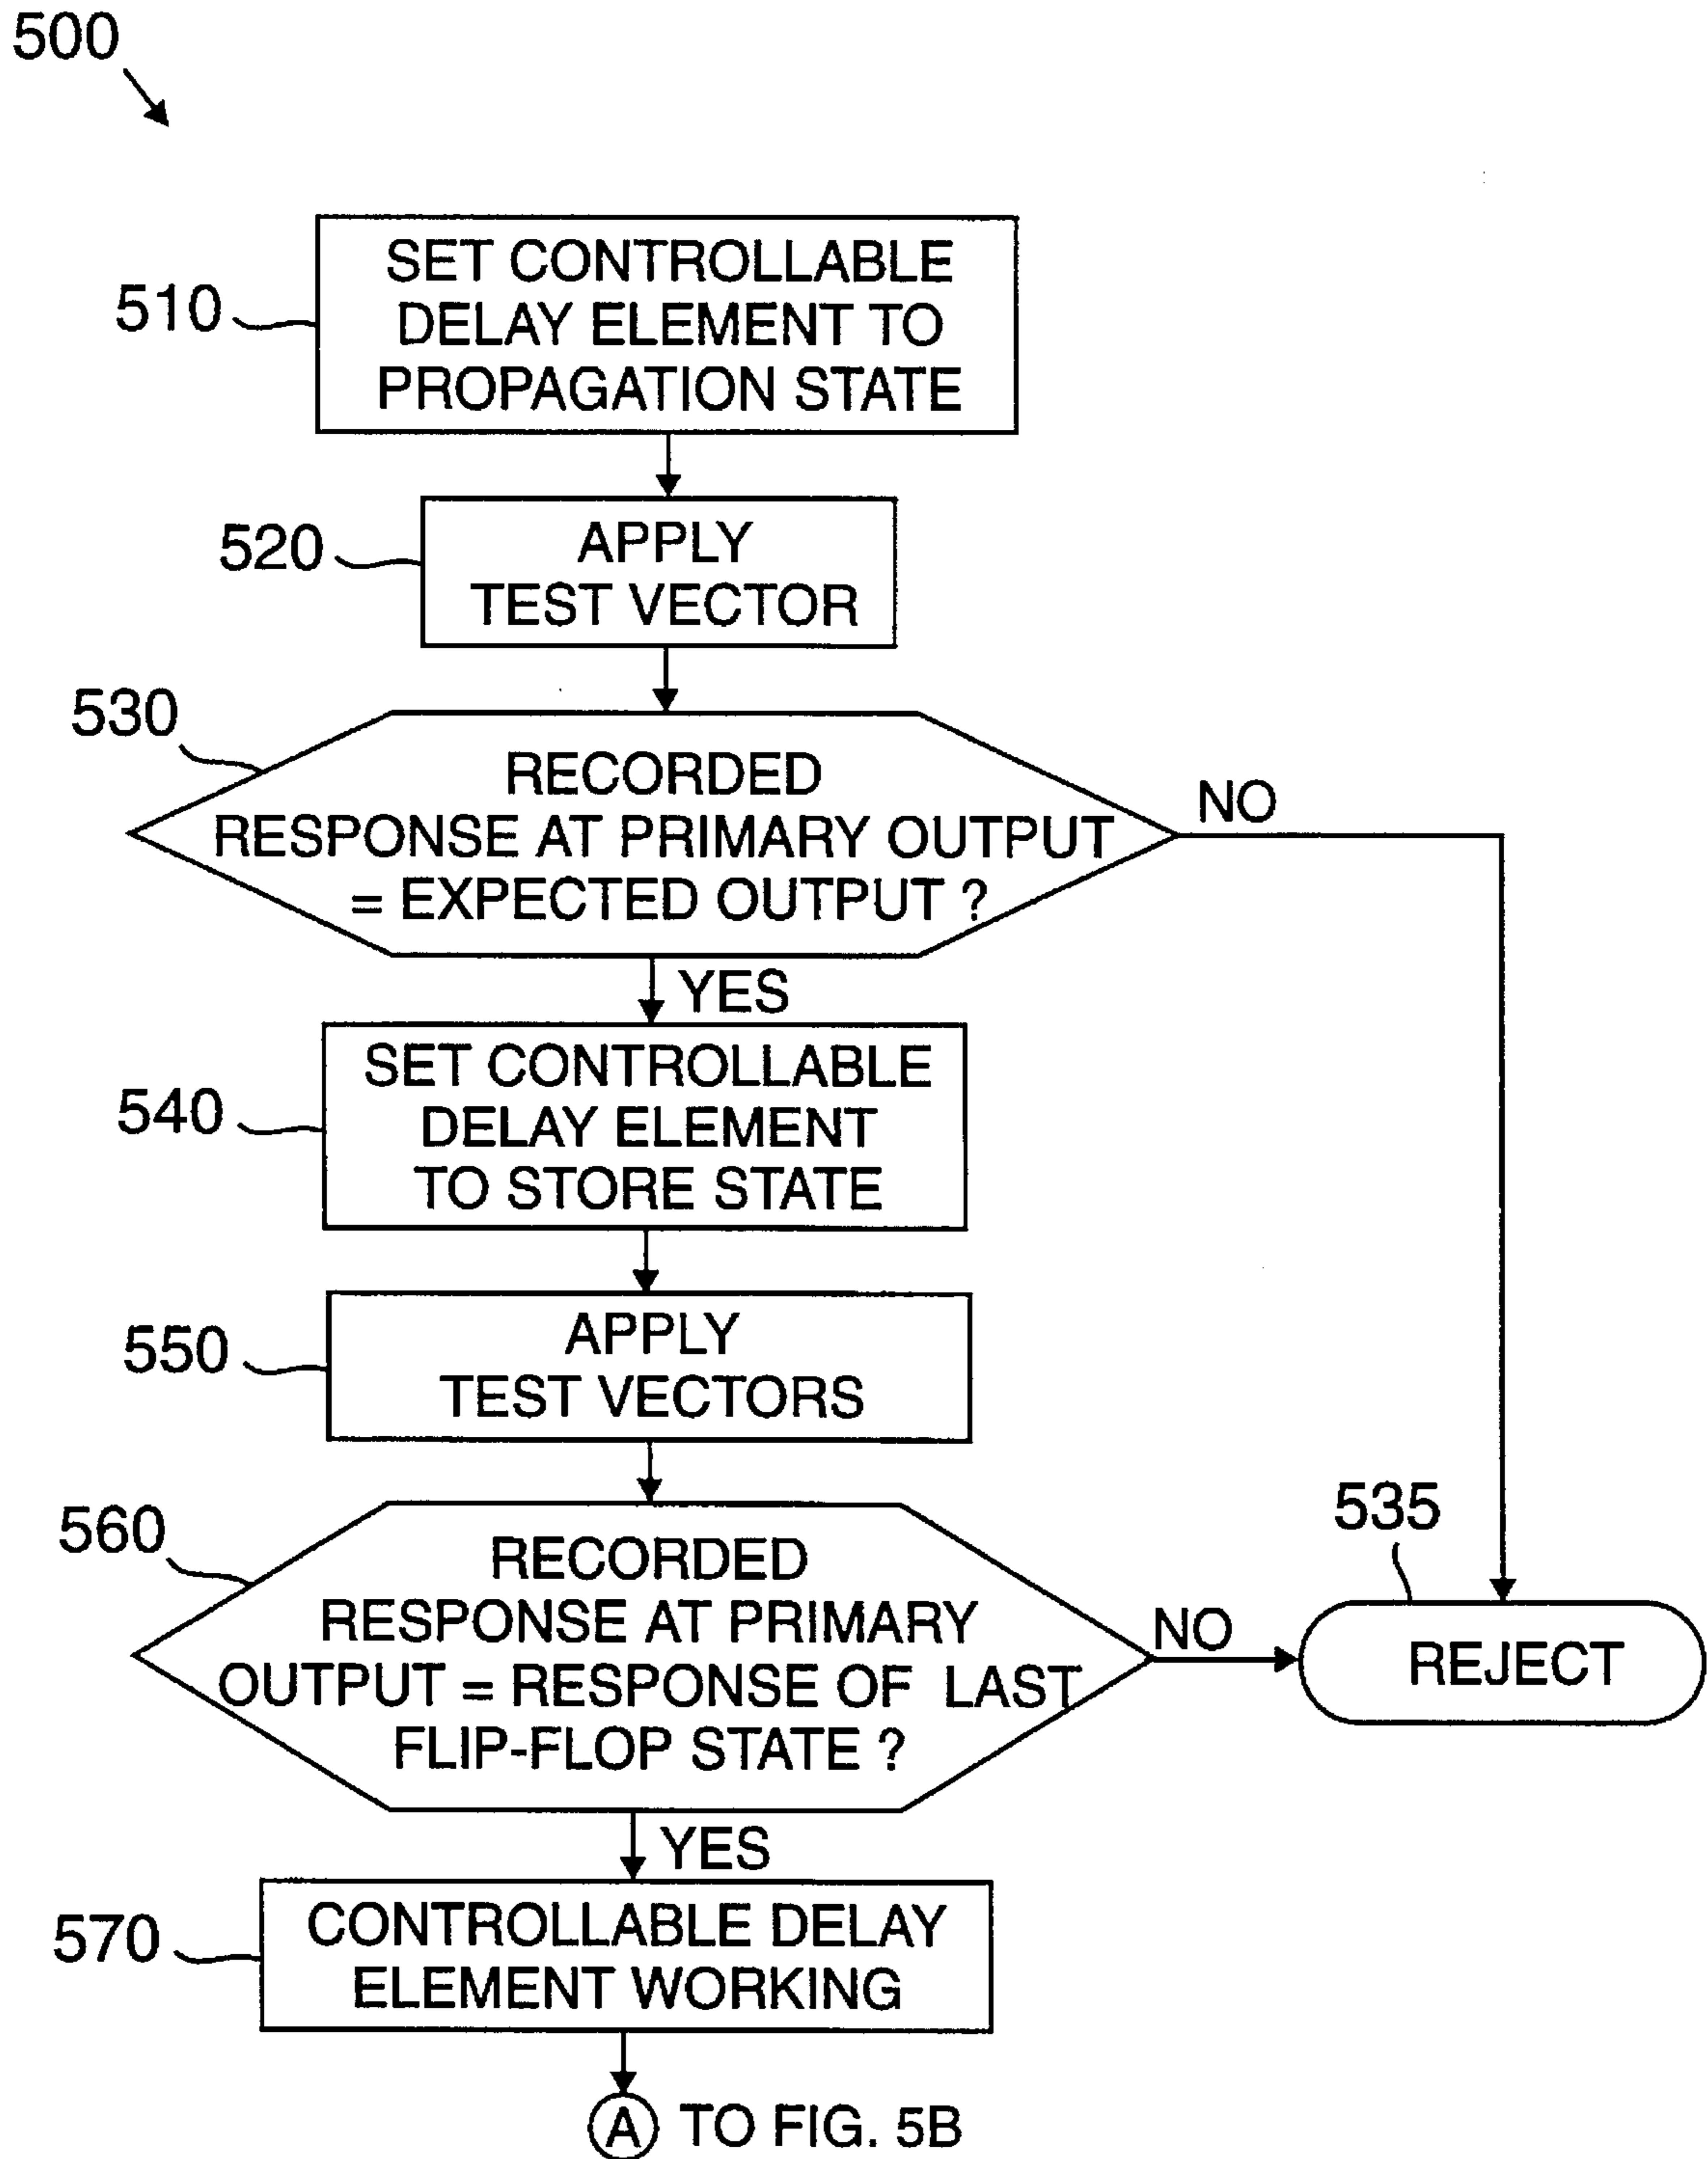 500
510
SET CONTROLLABLE
DELAY ELEMENT TO
PROPAGATION STATE
520
APPLY
TEST VECTOR
530
RECORDED
RESPONSE AT PRIMARY OUTPUT
= EXPECTED OUTPUT ?
NO
YES
540
SET CONTROLLABLE
DELAY ELEMENT
TO STORE STATE
550
APPLY
TEST VECTORS
560
RECORDED
RESPONSE AT PRIMARY
OUTPUT = RESPONSE OF LAST
FLIP-FLOP STATE ?
NO
535
REJECT
YES
570
CONTROLLABLE DELAY
ELEMENT WORKING
A TO FIG. 5B